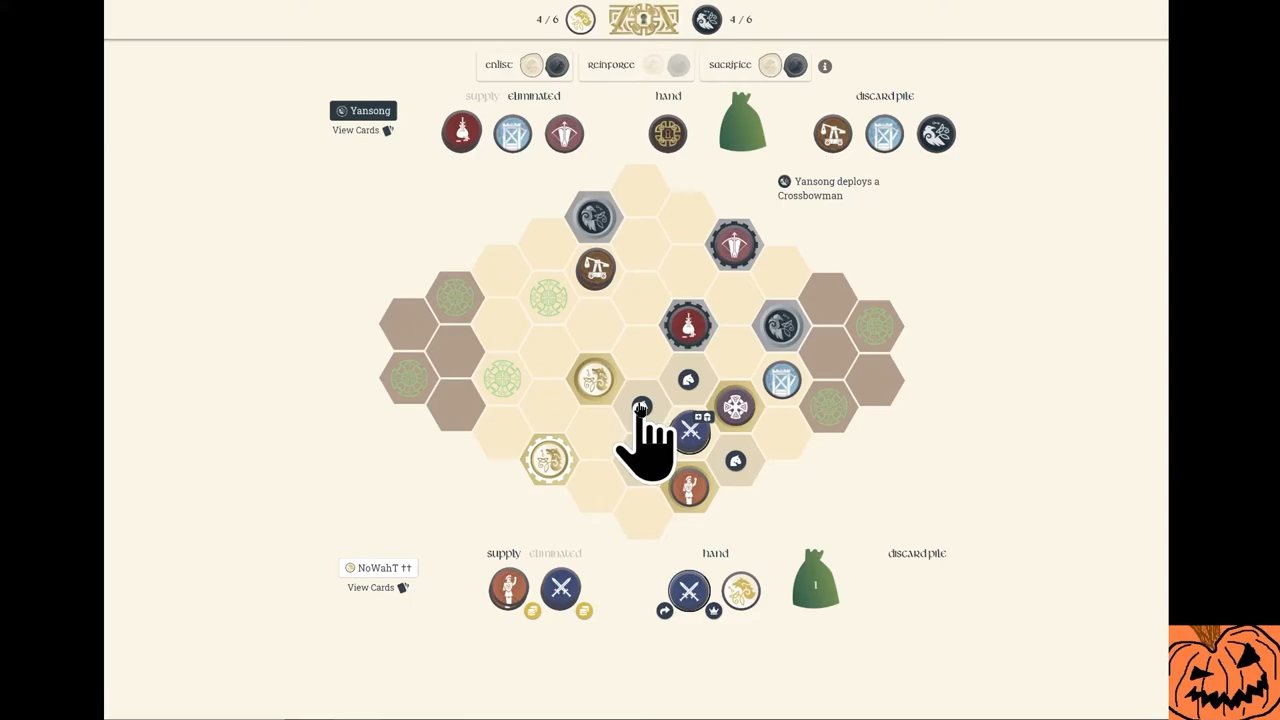 4 / 6 4 / 6
enlist reinforce sacrifice i
Yansong
View Cards
supply eliminated hand discard pile
Yansong deploys a
Crossbowman
supply eliminated hand discard pile
NoWahT ††
View Cards
1